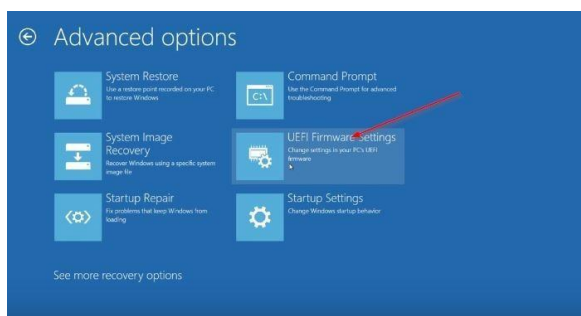 Advanced options
System Restore
Use a restore point recorded on your PC
to restore Windows
Command Prompt
Use the Command Prompt for advanced
troubleshooting
C:\
System Image
Recovery
Recover Windows using a specific system
image file
UEFI Firmware Settings
Change settings in your PC's UEFI
firmware
Startup Repair
Fix problems that keep Windows from
loading
Startup Settings
Change Windows startup behavior
See more recovery options